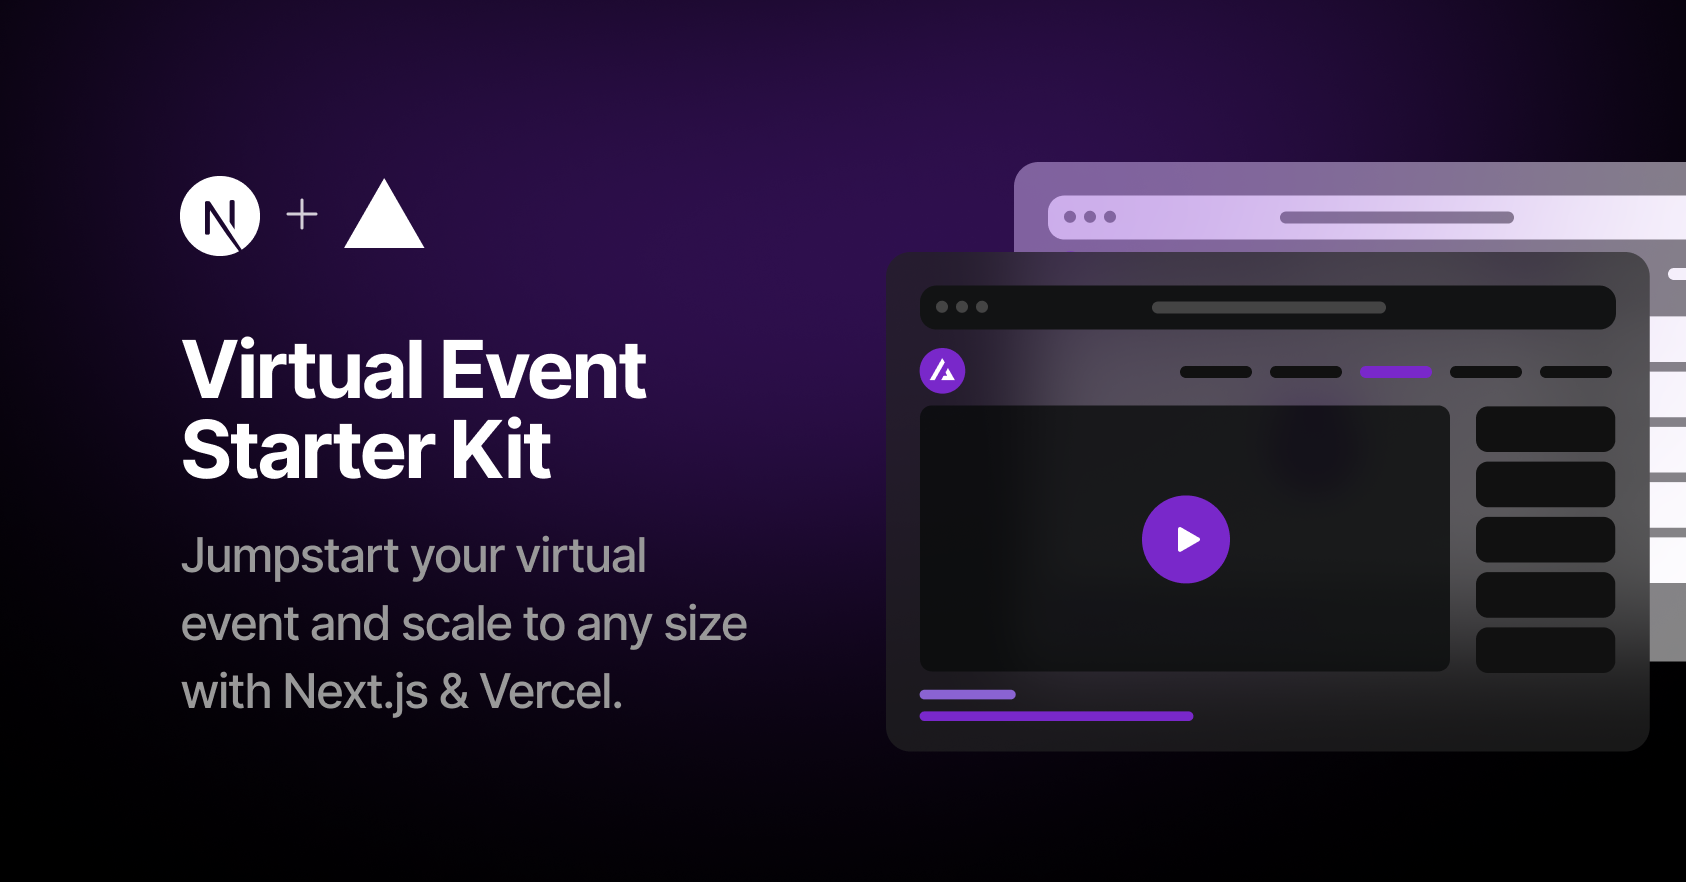 N
Virtual Event
Starter Kit
Jumpstart your virtual
event and scale to any size
with Next.js & Vercel.